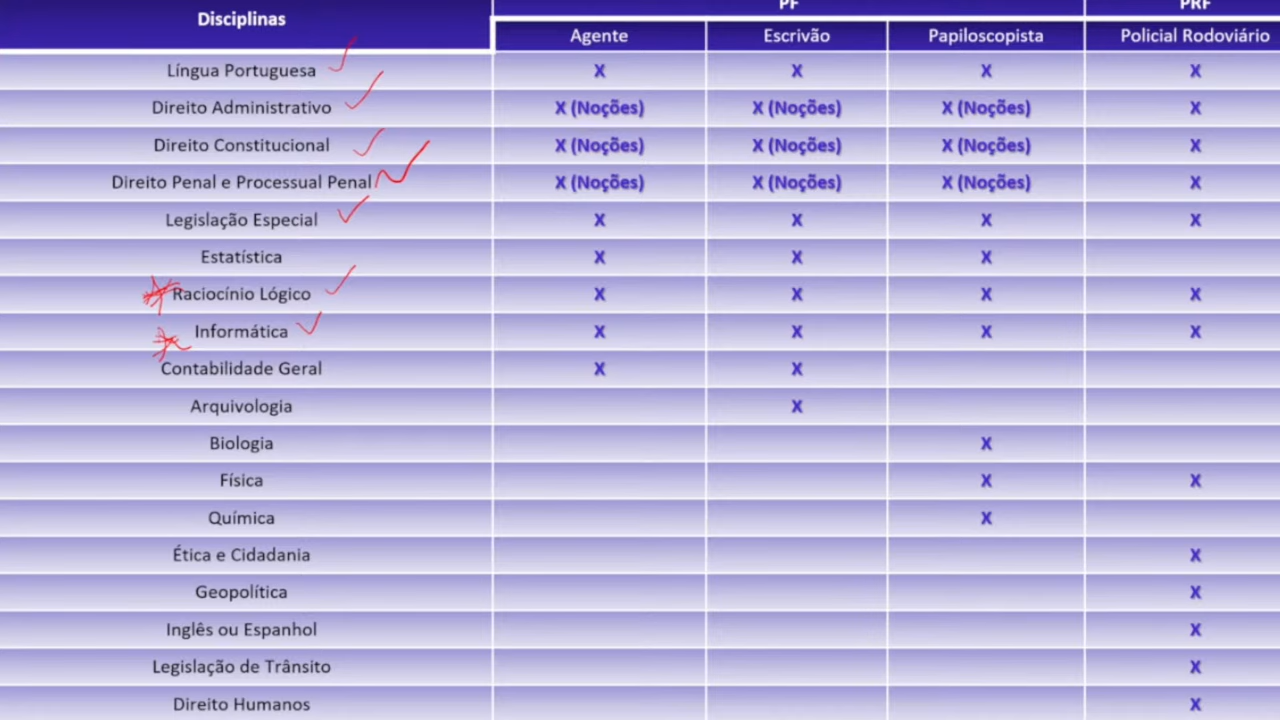 PF PRF
Disciplinas
Agente Escrivão Papiloscopista Policial Rodoviário
Língua Portuguesa X X X X
Direito Administrativo X (Noções) X (Noções) X (Noções) X
Direito Constitucional X (Noções) X (Noções) X (Noções) X
Direito Penal e Processual Penal X (Noções) X (Noções) X (Noções) X
Legislação Especial X X X X
Estatística X X X
Raciocínio Lógico X X X X
Informática X X X X
Contabilidade Geral X X
Arquivologia X
Biologia X
Física X X
Química X
Ética e Cidadania X
Geopolítica X
Inglês ou Espanhol X
Legislação de Trânsito X
Direito Humanos X